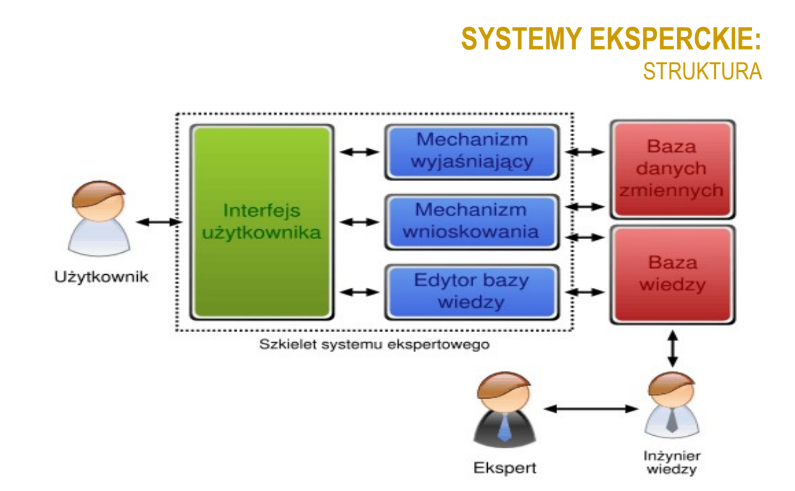 SYSTEMY EKSPERCKIE:
STRUKTURA
Mechanizm
wyjaśniający
Baza
danych
zmiennych
Interfejs
użytkownika
Mechanizm
wnioskowania
Użytkownik
Edytor bazy
wiedzy
Baza
wiedzy
Szkielet systemu ekspertowego
Ekspert
Inżynier
wiedzy